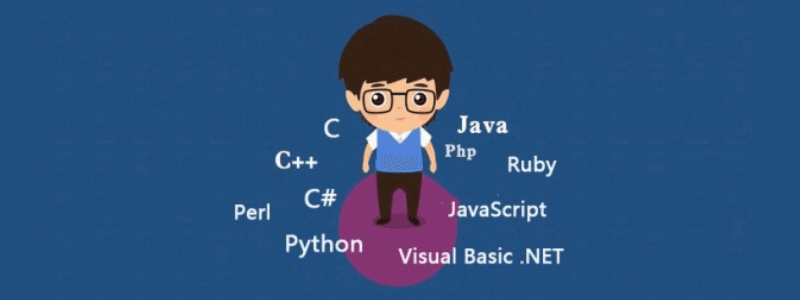 C
Java
Php
C++
Ruby
C#
Perl
JavaScript
Python
Visual Basic .NET